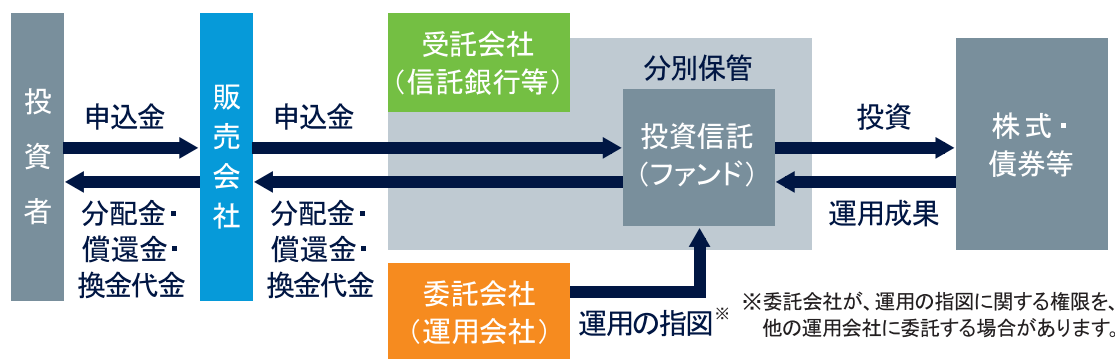 投資者
申込金
分配金・
償還金・
換金代金
販売会社
申込金
分配金・
償還金・
換金代金
受託会社
（信託銀行等）
分別保管
投資信託
（ファンド）
委託会社
（運用会社）
運用の指図※
投資
運用成果
株式・
債券等
※委託会社が、運用の指図に関する権限を、
他の運用会社に委託する場合があります。